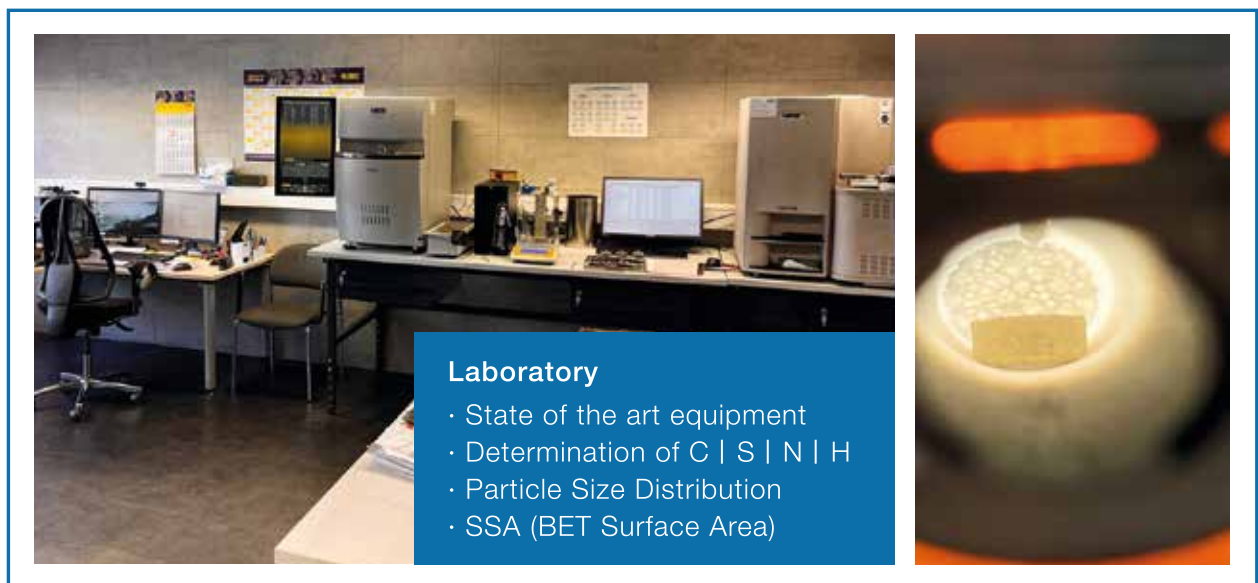 Laboratory
· State of the art equipment
· Determination of C | S | N | H
· Particle Size Distribution
· SSA (BET Surface Area)